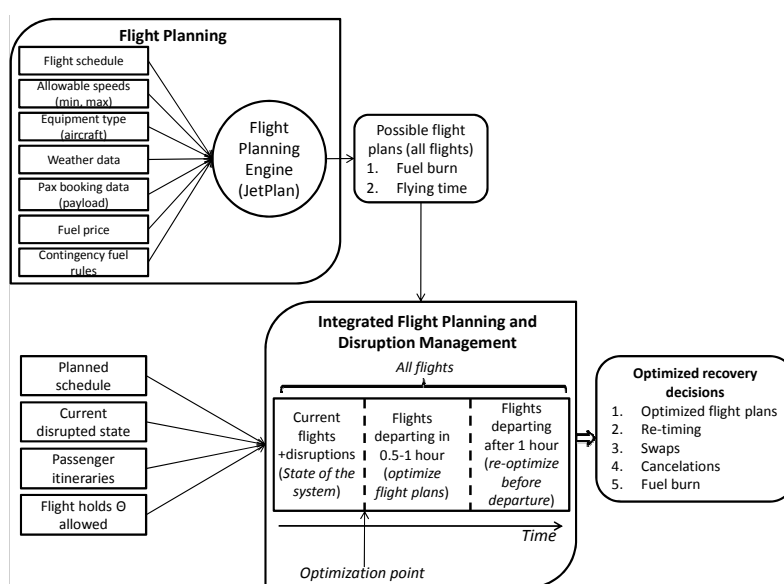 Flight Planning
Flight schedule
Allowable speeds
(min, max)
Equipment type
(aircraft)
Weather data
Pax booking data
(payload)
Fuel price
Contingency fuel
rules
Flight
Planning
Engine
(JetPlan)
Possible flight
plans (all flights)
1. Fuel burn
2. Flying time
Planned
schedule
Current
disrupted state
Passenger
itineraries
Flight holds Θ
allowed
Integrated Flight Planning and
Disruption Management
All flights
Current
flights
+disruptions
(State of the
system)
Flights
departing in
0.5-1 hour
(optimize
flight plans)
Flights
departing
after 1 hour
(re-optimize
before
departure)
Time
Optimization point
Optimized recovery
decisions
1. Optimized flight plans
2. Re-timing
3. Swaps
4. Cancelations
5. Fuel burn